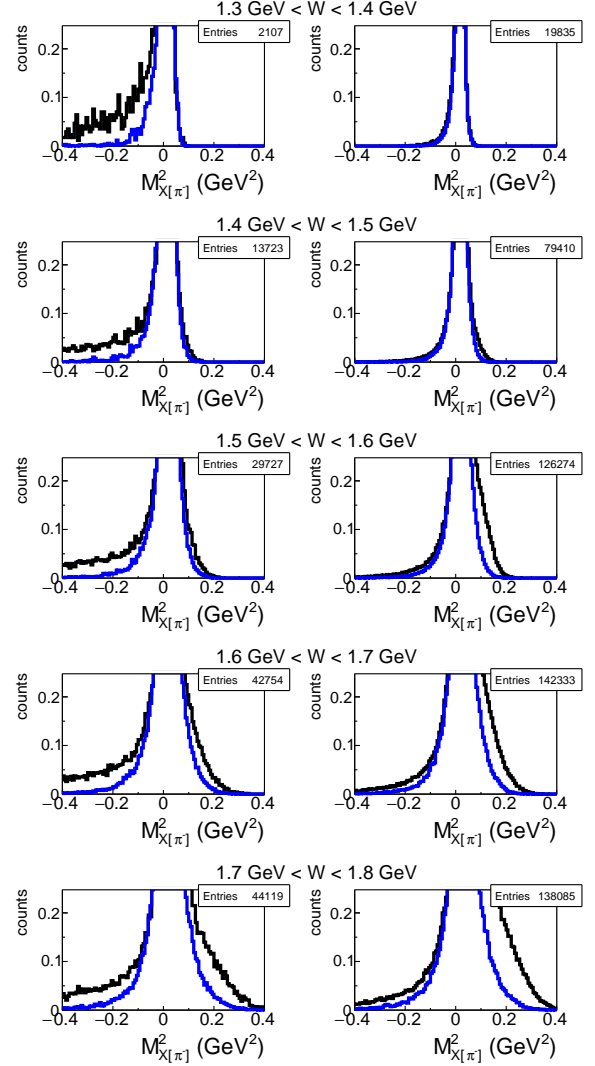 1.3 GeV < W < 1.4 GeV
counts
0.2
0.1
0
Entries 2107
−0.4 −0.2 0 0.2 0.4
M²X[π-] (GeV²)
counts
0.2
0.1
0
Entries 19835
−0.4 −0.2 0 0.2 0.4
M²X[π-] (GeV²)
1.4 GeV < W < 1.5 GeV
counts
0.2
0.1
0
Entries 13723
−0.4 −0.2 0 0.2 0.4
M²X[π-] (GeV²)
counts
0.2
0.1
0
Entries 79410
−0.4 −0.2 0 0.2 0.4
M²X[π-] (GeV²)
1.5 GeV < W < 1.6 GeV
counts
0.2
0.1
0
Entries 29727
−0.4 −0.2 0 0.2 0.4
M²X[π-] (GeV²)
counts
0.2
0.1
0
Entries 126274
−0.4 −0.2 0 0.2 0.4
M²X[π-] (GeV²)
1.6 GeV < W < 1.7 GeV
counts
0.2
0.1
0
Entries 42754
−0.4 −0.2 0 0.2 0.4
M²X[π-] (GeV²)
counts
0.2
0.1
0
Entries 142333
−0.4 −0.2 0 0.2 0.4
M²X[π-] (GeV²)
1.7 GeV < W < 1.8 GeV
counts
0.2
0.1
0
Entries 44119
−0.4 −0.2 0 0.2 0.4
M²X[π-] (GeV²)
counts
0.2
0.1
0
Entries 138085
−0.4 −0.2 0 0.2 0.4
M²X[π-] (GeV²)